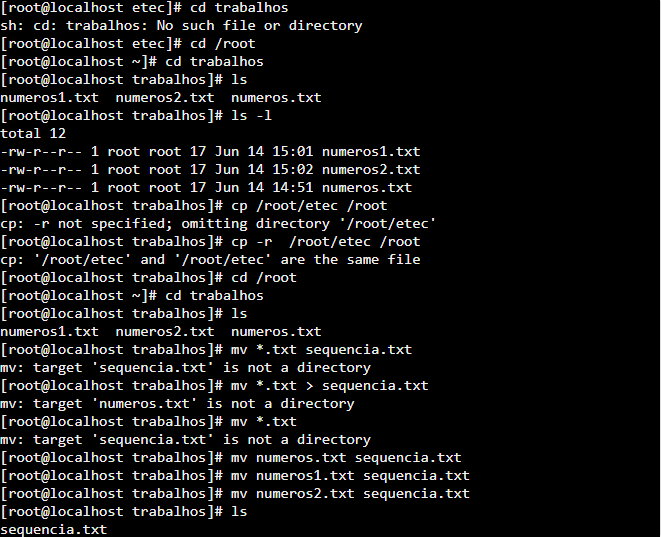 [root@localhost etec]# cd trabalhos
sh: cd: trabalhos: No such file or directory
[root@localhost etec]# cd /root
[root@localhost ~]# cd trabalhos
[root@localhost trabalhos]# ls
numeros1.txt  numeros2.txt  numeros.txt
[root@localhost trabalhos]# ls -l
total 12
-rw-r--r-- 1 root root 17 Jun 14 15:01 numeros1.txt
-rw-r--r-- 1 root root 17 Jun 14 15:02 numeros2.txt
-rw-r--r-- 1 root root 17 Jun 14 14:51 numeros.txt
[root@localhost trabalhos]# cp /root/etec /root
cp: -r not specified; omitting directory '/root/etec'
[root@localhost trabalhos]# cp -r  /root/etec /root
cp: '/root/etec' and '/root/etec' are the same file
[root@localhost trabalhos]# cd /root
[root@localhost ~]# cd trabalhos
[root@localhost trabalhos]# ls
numeros1.txt  numeros2.txt  numeros.txt
[root@localhost trabalhos]# mv *.txt sequencia.txt
mv: target 'sequencia.txt' is not a directory
[root@localhost trabalhos]# mv *.txt > sequencia.txt
mv: target 'numeros.txt' is not a directory
[root@localhost trabalhos]# mv *.txt
mv: target 'sequencia.txt' is not a directory
[root@localhost trabalhos]# mv numeros.txt sequencia.txt
[root@localhost trabalhos]# mv numeros1.txt sequencia.txt
[root@localhost trabalhos]# mv numeros2.txt sequencia.txt
[root@localhost trabalhos]# ls
sequencia.txt